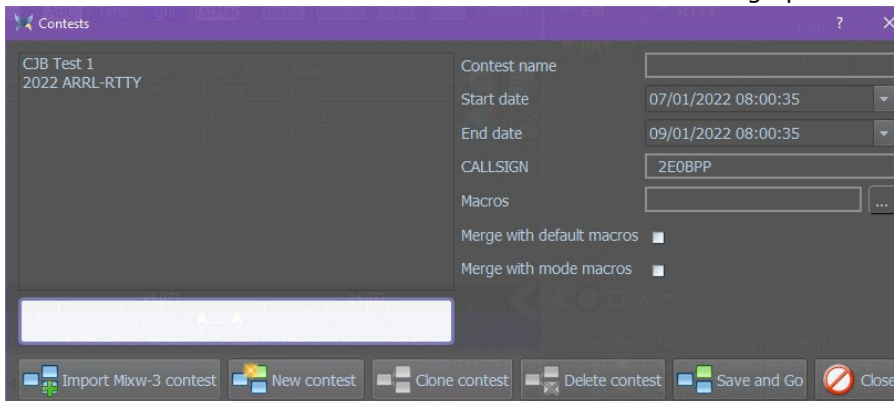 Contests
?
CJB Test 1
2022 ARRL-RTTY
Contest name
Start date 07/01/2022 08:00:35
End date 09/01/2022 08:00:35
CALLSIGN 2E0BPP
Macros ...
Merge with default macros
Merge with mode macros
Import Mixw-3 contest New contest Clone contest Delete contest Save and Go Close